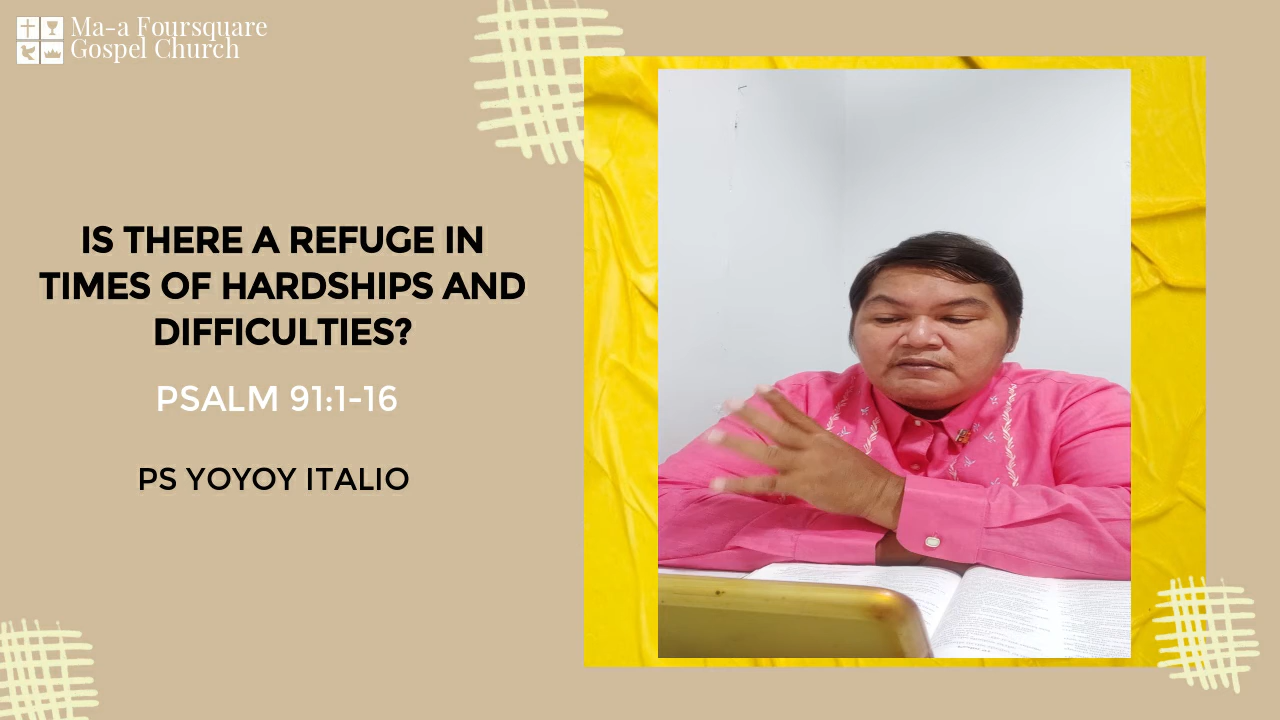 Ma-a Foursquare
Gospel Church
IS THERE A REFUGE IN
TIMES OF HARDSHIPS AND
DIFFICULTIES?
PSALM 91:1-16
PS YOYOY ITALIO